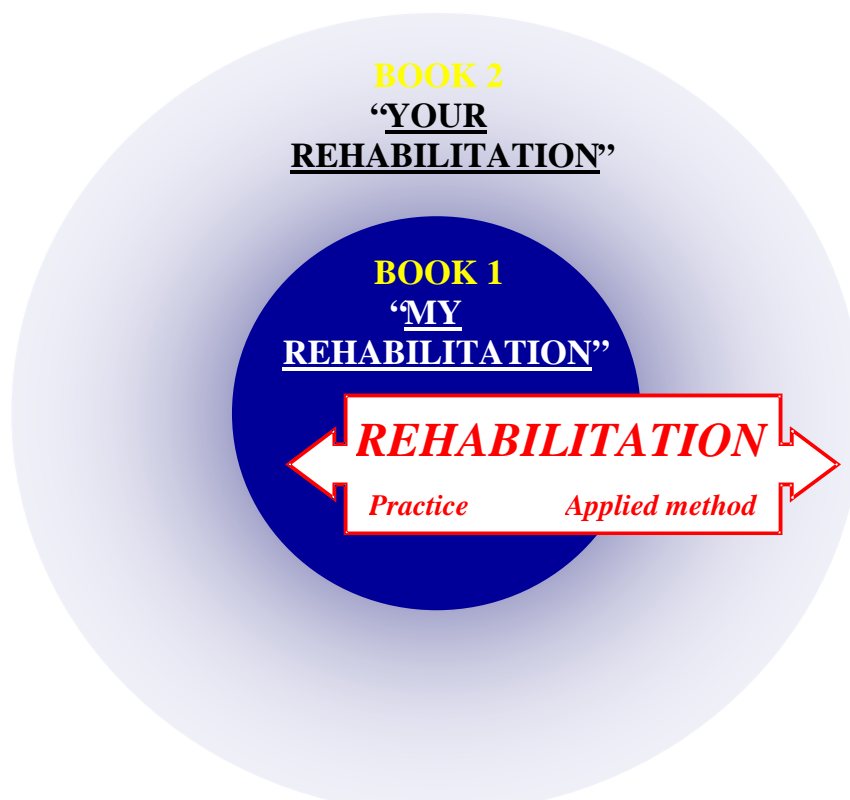 BOOK 2
“YOUR
REHABILITATION”
BOOK 1
“MY
REHABILITATION”
REHABILITATION
Practice Applied method